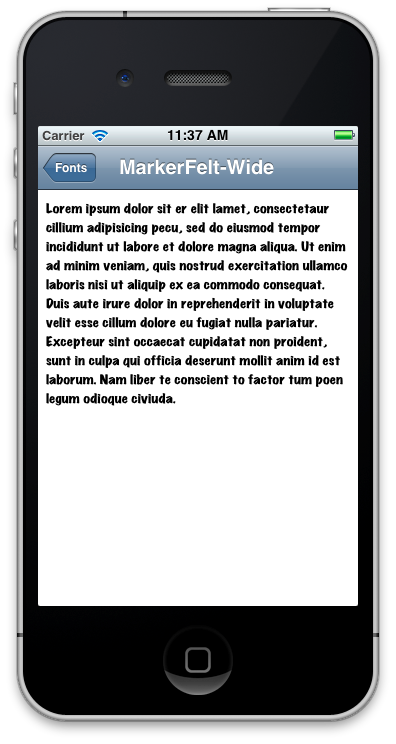 Carrier 11:37 AM
Fonts MarkerFelt-Wide
Lorem ipsum dolor sit er elit lamet, consectetaur
cillium adipisicing pecu, sed do eiusmod tempor
incididunt ut labore et dolore magna aliqua. Ut enim
ad minim veniam, quis nostrud exercitation ullamco
laboris nisi ut aliquip ex ea commodo consequat.
Duis aute irure dolor in reprehenderit in voluptate
velit esse cillum dolore eu fugiat nulla pariatur.
Excepteur sint occaecat cupidatat non proident,
sunt in culpa qui officia deserunt mollit anim id est
laborum. Nam liber te conscient to factor tum poen
legum odioque civiuda.